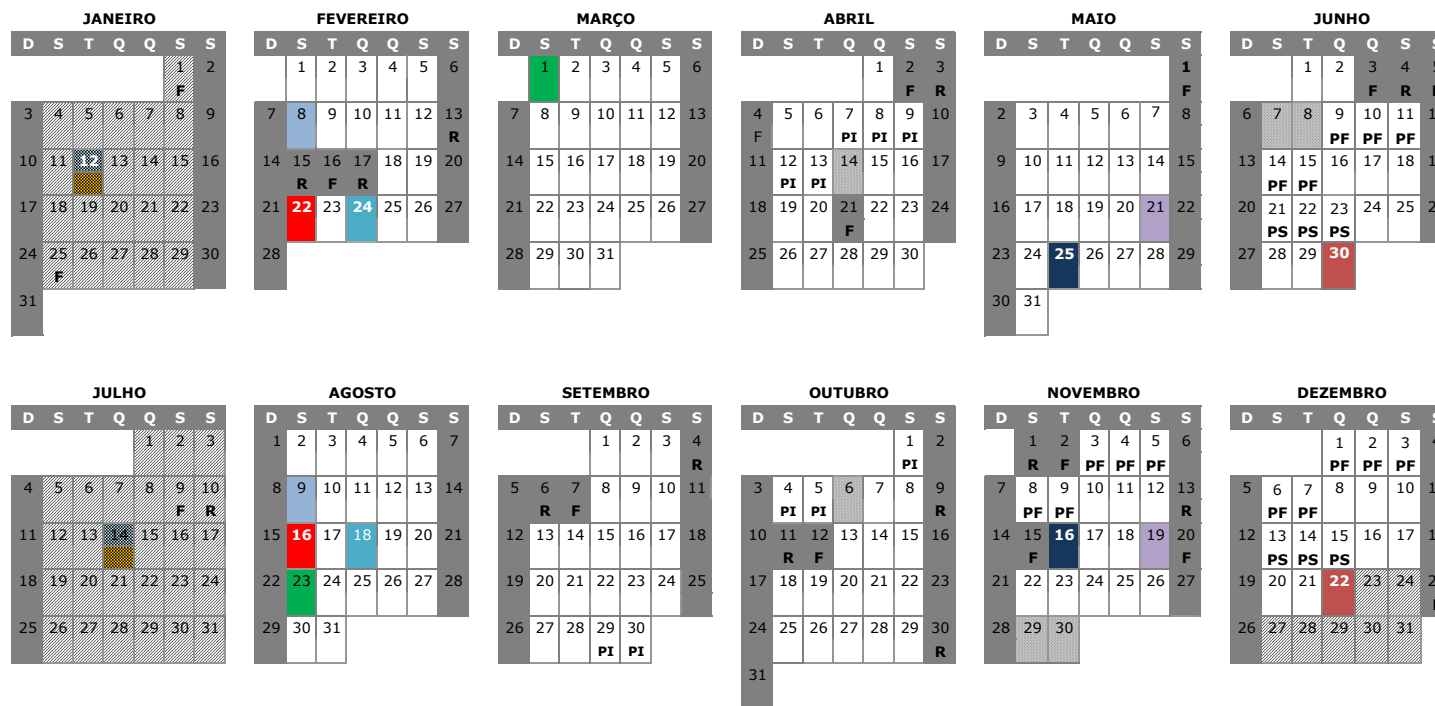 JANEIRO
D S T Q Q S S
1 2
F
3 4 5 6 7 8 9
10 11 12 13 14 15 16
17 18 19 20 21 22 23
24 25 26 27 28 29 30
F
31
FEVEREIRO
D S T Q Q S S
1 2 3 4 5 6
7 8 9 10 11 12 13
R
14 15 16 17 18 19 20
R F R
21 22 23 24 25 26 27
28
MARÇO
D S T Q Q S S
1 2 3 4 5 6
7 8 9 10 11 12 13
14 15 16 17 18 19 20
21 22 23 24 25 26 27
28 29 30 31
ABRIL
D S T Q Q S S
1 2 3
F R
4 5 6 7 8 9 10
F PI PI PI
11 12 13 14 15 16 17
PI PI
18 19 20 21 22 23 24
F
25 26 27 28 29 30
MAIO
D S T Q Q S S
1
F
2 3 4 5 6 7 8
9 10 11 12 13 14 15
16 17 18 19 20 21 22
23 24 25 26 27 28 29
30 31
JUNHO
D S T Q Q S S
1 2 3 4
F R
6 7 8 9 10 11
PF PF PF
13 14 15 16 17 18
PF PF
20 21 22 23 24 25
PS PS PS
27 28 29 30
JULHO
D S T Q Q S S
1 2 3
4 5 6 7 8 9 10
F R
11 12 13 14 15 16 17
18 19 20 21 22 23 24
25 26 27 28 29 30 31
AGOSTO
D S T Q Q S S
1 2 3 4 5 6 7
8 9 10 11 12 13 14
15 16 17 18 19 20 21
22 23 24 25 26 27 28
29 30 31
SETEMBRO
D S T Q Q S S
1 2 3 4
R
5 6 7 8 9 10 11
R F
12 13 14 15 16 17 18
19 20 21 22 23 24 25
26 27 28 29 30
PI PI
OUTUBRO
D S T Q Q S S
1 2
PI
3 4 5 6 7 8 9
PI PI R
10 11 12 13 14 15 16
R F
17 18 19 20 21 22 23
24 25 26 27 28 29 30
R
31
NOVEMBRO
D S T Q Q S S
1 2 3 4 5 6
R F PF PF PF
7 8 9 10 11 12 13
PF PF R
14 15 16 17 18 19 20
F F
21 22 23 24 25 26 27
28 29 30
DEZEMBRO
D S T Q Q S S
1 2 3
PF PF PF
5 6 7 8 9 10
PF PF
12 13 14 15 16 17
PS PS PS
19 20 21 22 23 24
26 27 28 29 30 31